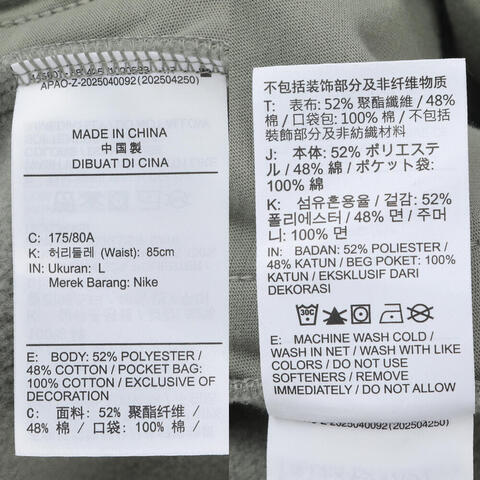 APAO-Z-2025040092 (202504250)
MADE IN CHINA
中国製
DIBUAT DI CINA
C: 175/80A
K: 허리둘레 (Waist): 85cm
IN: Ukuran: L
Merek Barang: Nike
E: BODY: 52% POLYESTER /
48% COTTON / POCKET BAG:
100% COTTON / EXCLUSIVE OF
DECORATION
C: 面料: 52% 聚酯纤维 /
48% 棉 / 口袋: 100% 棉 /
不包括装饰部分及非纤维物质
T: 表布: 52% 聚酯纖維 / 48%
棉 / 口袋包: 100% 棉 / 不包括
裝飾部分及非紡織材料
J: 本体: 52% ポリエステ
ル / 48% 綿 / ポケット袋:
100% 綿
K: 섬유혼용율 / 겉감: 52%
폴리에스터 / 48% 면 / 주머
니: 100% 면
IN: BADAN: 52% POLIESTER /
48% KATUN / BEG POKET: 100%
KATUN / EKSKLUSIF DARI
DEKORASI
30C
E: MACHINE WASH COLD /
WASH IN NET / WASH WITH LIKE
COLORS / DO NOT USE
SOFTENERS / REMOVE
IMMEDIATELY / DO NOT ALLOW
-Z-2025040092 (202504250)